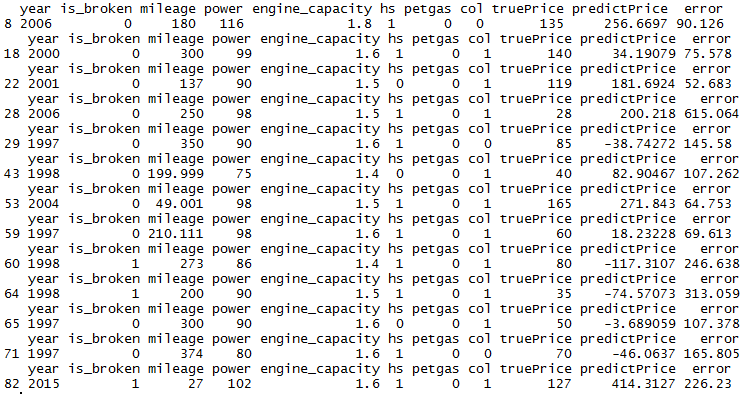 year is_broken mileage power engine_capacity hs petgas col truePrice predictPrice error
8 2006 0 180 116 1.8 1 0 0 135 256.6697 90.126
year is_broken mileage power engine_capacity hs petgas col truePrice predictPrice error
18 2000 0 300 99 1.6 1 0 1 140 34.19079 75.578
year is_broken mileage power engine_capacity hs petgas col truePrice predictPrice error
22 2001 0 137 90 1.5 0 0 1 119 181.6924 52.683
year is_broken mileage power engine_capacity hs petgas col truePrice predictPrice error
28 2006 0 250 98 1.5 1 0 1 28 200.218 615.064
year is_broken mileage power engine_capacity hs petgas col truePrice predictPrice error
29 1997 0 350 90 1.6 1 0 0 85 -38.74272 145.58
year is_broken mileage power engine_capacity hs petgas col truePrice predictPrice error
43 1998 0 199.999 75 1.4 0 0 1 40 82.90467 107.262
year is_broken mileage power engine_capacity hs petgas col truePrice predictPrice error
53 2004 0 49.001 98 1.5 1 0 1 165 271.843 64.753
year is_broken mileage power engine_capacity hs petgas col truePrice predictPrice error
59 1997 0 210.111 98 1.6 1 0 1 60 18.23228 69.613
year is_broken mileage power engine_capacity hs petgas col truePrice predictPrice error
60 1998 1 273 86 1.4 1 0 1 80 -117.3107 246.638
year is_broken mileage power engine_capacity hs petgas col truePrice predictPrice error
64 1998 1 200 90 1.5 1 0 1 35 -74.57073 313.059
year is_broken mileage power engine_capacity hs petgas col truePrice predictPrice error
65 1997 0 300 90 1.6 0 0 1 50 -3.689059 107.378
year is_broken mileage power engine_capacity hs petgas col truePrice predictPrice error
71 1997 0 374 80 1.6 1 0 0 70 -46.0637 165.805
year is_broken mileage power engine_capacity hs petgas col truePrice predictPrice error
82 2015 1 27 102 1.6 1 0 1 127 414.3127 226.23